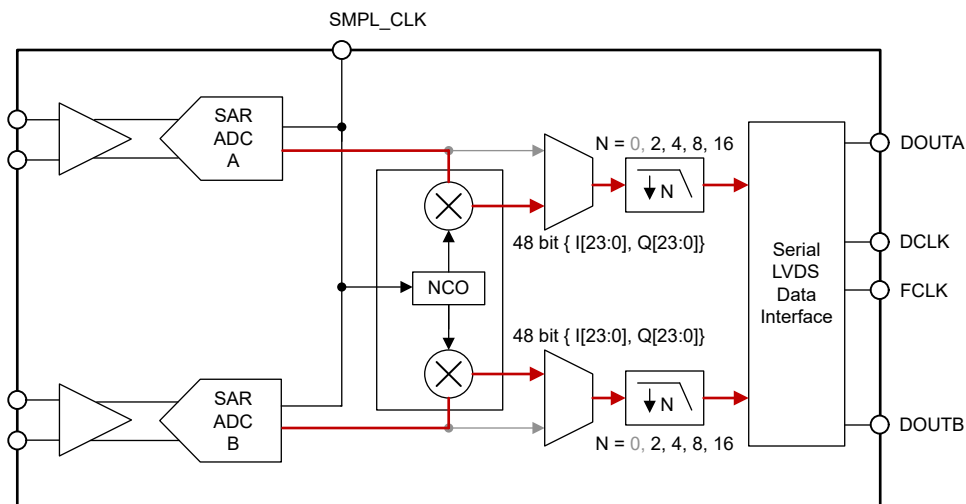 SMPL_CLK
SAR
ADC
A
N = 0, 2, 4, 8, 16
N
DOUTA
48 bit { I[23:0], Q[23:0]}
Serial
LVDS
Data
Interface
DCLK
FCLK
NCO
48 bit { I[23:0], Q[23:0]}
SAR
ADC
B
N
N = 0, 2, 4, 8, 16
DOUTB